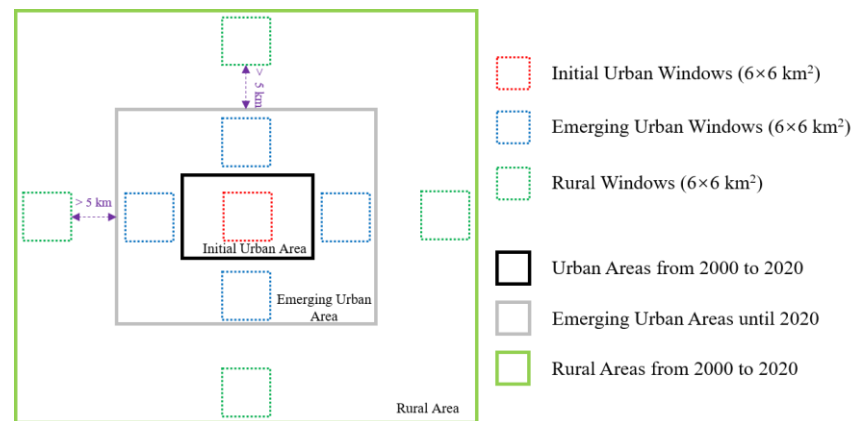 > 5 km
> 5 km
Initial Urban Area
Emerging Urban
Area
Rural Area
Initial Urban Windows (6×6 km²)
Emerging Urban Windows (6×6 km²)
Rural Windows (6×6 km²)
Urban Areas from 2000 to 2020
Emerging Urban Areas until 2020
Rural Areas from 2000 to 2020